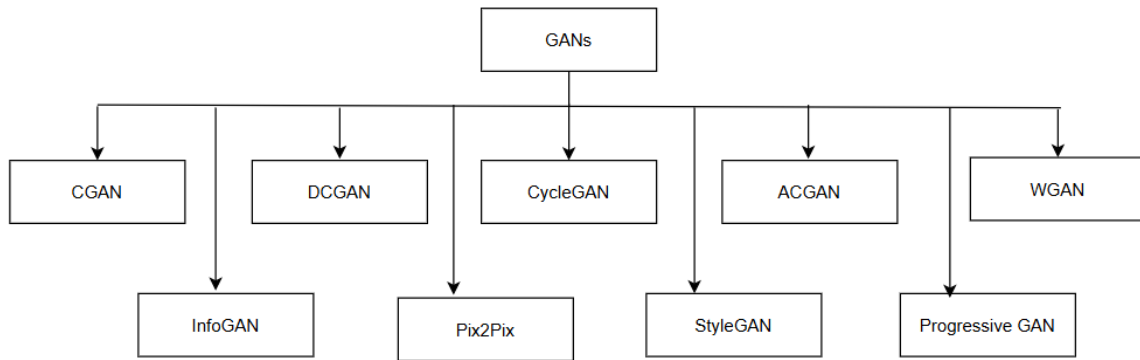 GANs
CGAN
DCGAN
CycleGAN
ACGAN
WGAN
InfoGAN
Pix2Pix
StyleGAN
Progressive GAN